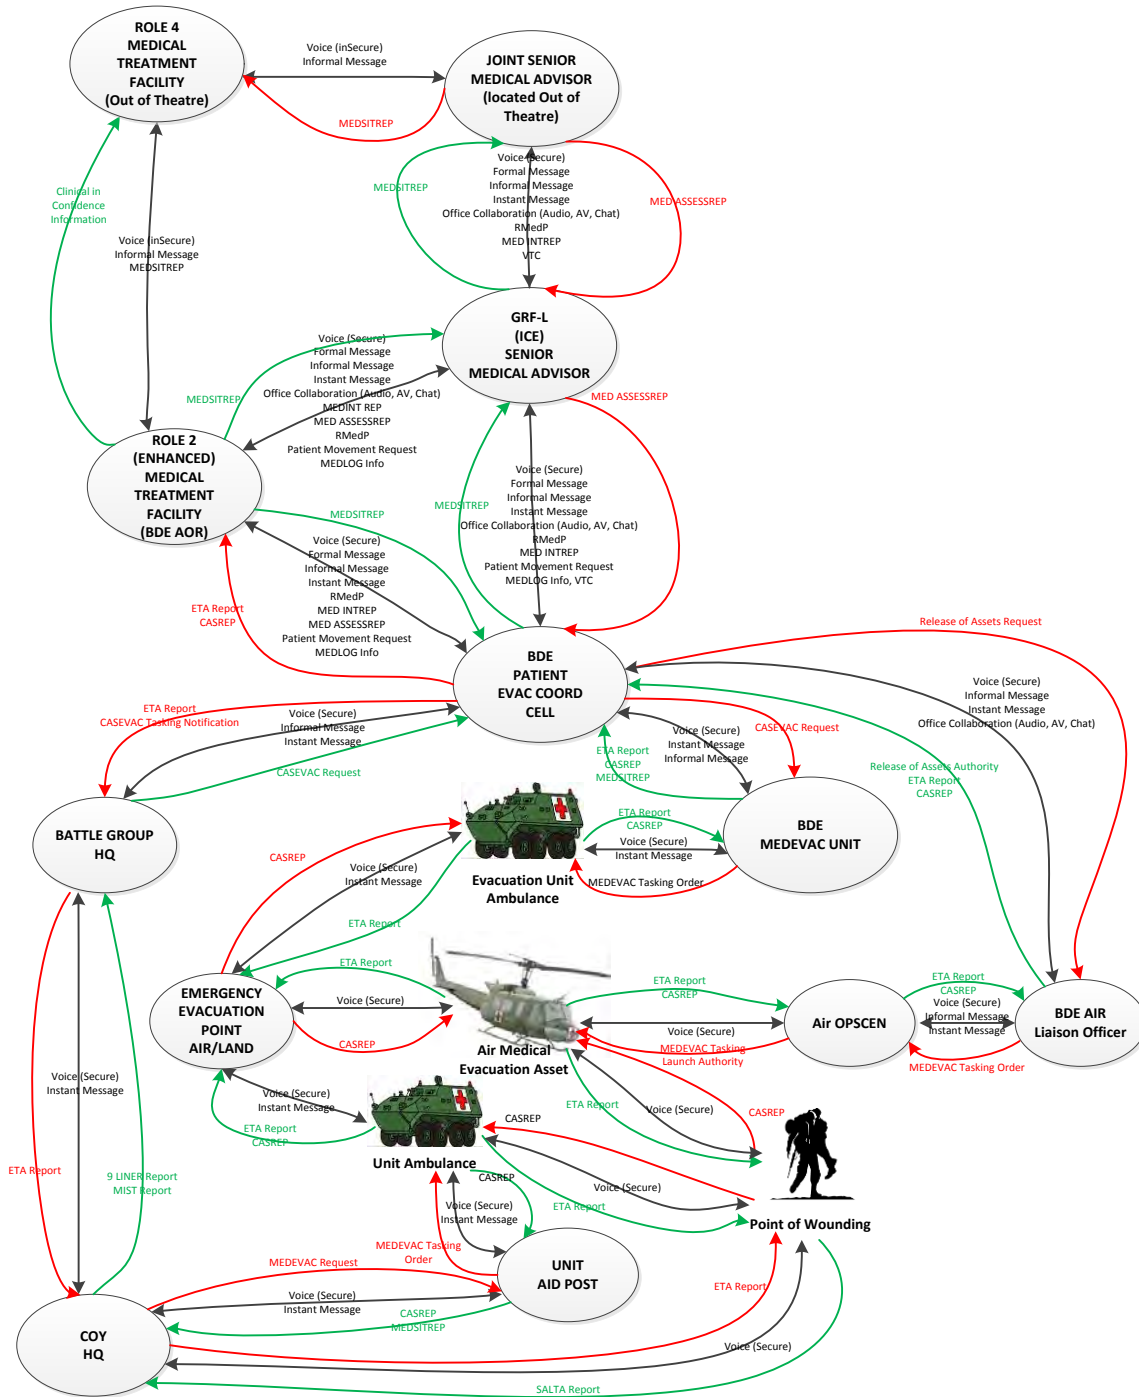 ROLE 4
MEDICAL
TREATMENT
FACILITY
(Out of Theatre)
Voice (inSecure)
Informal Message
JOINT SENIOR
MEDICAL ADVISOR
(located Out of
Theatre)
MEDSITREP
Voice (Secure)
Formal Message
Informal Message
Instant Message
Office Collaboration (Audio, AV, Chat)
RMedP
MED INTREP
VTC
MEDSITREP
MED ASSESSREP
Clinical in
Confidence
Information
Voice (inSecure)
Informal Message
MEDSITREP
GRF-L
(ICE)
SENIOR
MEDICAL ADVISOR
Voice (Secure)
Formal Message
Informal Message
Instant Message
Office Collaboration (Audio, AV, Chat)
MEDINT REP
MED ASSESSREP
RMedP
Patient Movement Request
MEDLOG Info
MEDSITREP
MED ASSESSREP
ROLE 2
(ENHANCED)
MEDICAL
TREATMENT
FACILITY
(BDE AOR)
Voice (Secure)
Formal Message
Informal Message
Instant Message
Office Collaboration (Audio, AV, Chat)
RMedP
MED INTREP
Patient Movement Request
MEDLOG Info, VTC
MEDSITREP
MEDSITREP
Voice (Secure)
Formal Message
Informal Message
Instant Message
RMedP
MED INTREP
MED ASSESSREP
Patient Movement Request
MEDLOG Info
ETA Report
CASREP
BDE
PATIENT
EVAC COORD
CELL
Release of Assets Request
Voice (Secure)
Informal Message
Instant Message
Office Collaboration (Audio, AV, Chat)
ETA Report
CASEVAC Tasking Notification
Voice (Secure)
Informal Message
Instant Message
CASEVAC Request
CASEVAC Request
Voice (Secure)
Instant Message
Informal Message
ETA Report
CASREP
MEDSITREP
Release of Assets Authority
ETA Report
CASREP
BATTLE GROUP
HQ
BDE
MEDEVAC UNIT
ETA Report
CASREP
Voice (Secure)
Instant Message
MEDEVAC Tasking Order
Evacuation Unit
Ambulance
CASREP
Voice (Secure)
Instant Message
ETA Report
ETA Report
EMERGENCY
EVACUATION
POINT
AIR/LAND
Voice (Secure)
CASREP
Air Medical
Evacuation Asset
ETA Report
CASREP
Voice (Secure)
MEDEVAC Tasking
Launch Authority
Air OPSCEN
ETA Report
CASREP
Voice (Secure)
Informal Message
Instant Message
MEDEVAC Tasking Order
BDE AIR
Liaison Officer
Voice (Secure)
Instant Message
Voice (Secure)
Instant Message
ETA Report
CASREP
Unit Ambulance
CASREP
ETA Report
Voice (Secure)
CASREP
Voice (Secure)
ETA Report
Point of Wounding
ETA Report
9 LINER Report
MIST Report
CASREP
Voice (Secure)
Instant Message
MEDEVAC Tasking
Order
UNIT
AID POST
MEDEVAC Request
Voice (Secure)
Instant Message
CASREP
MEDSITREP
ETA Report
COY
HQ
Voice (Secure)
SALTA Report